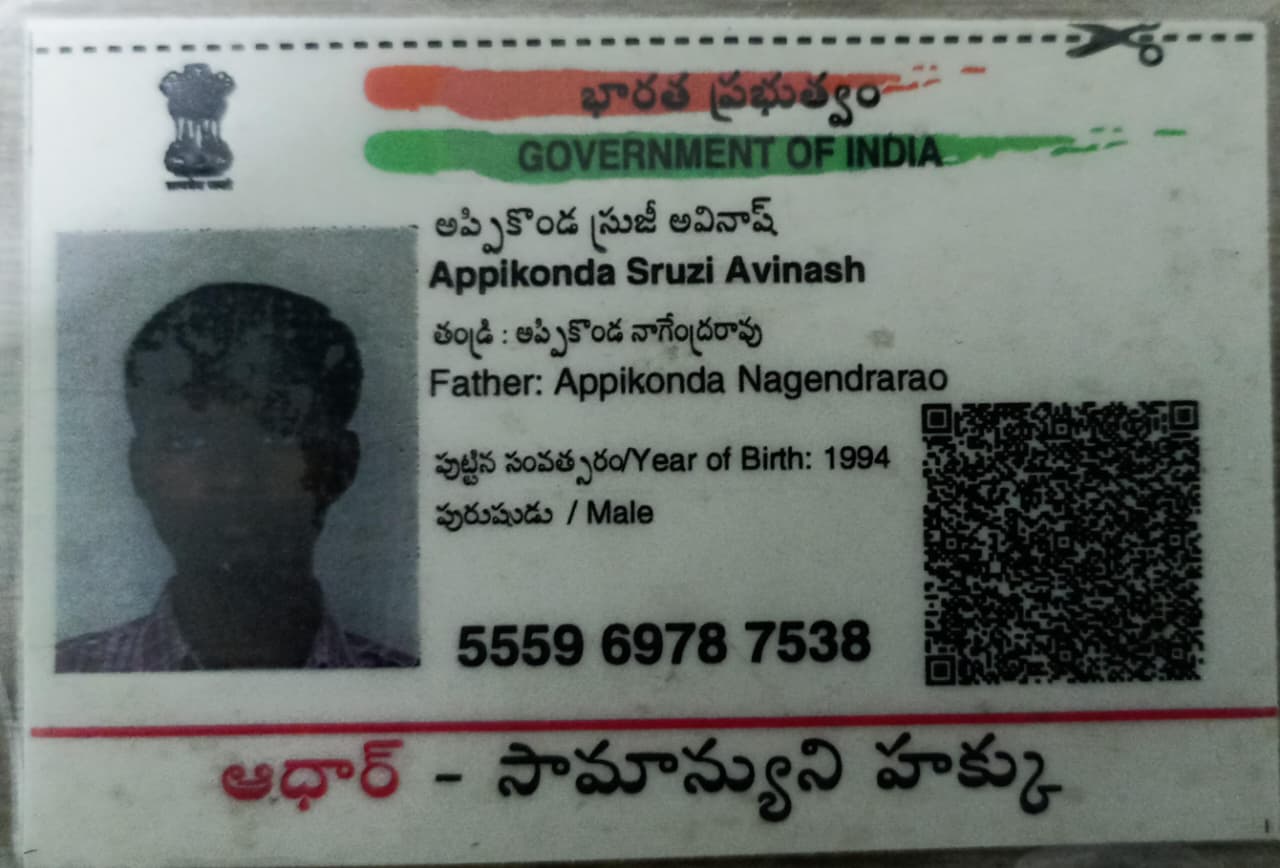 భారత ప్రభుత్వం
GOVERNMENT OF INDIA
అప్పికొండ స్రుజీ అవినాష్
Appikonda Sruzi Avinash
తండ్రి : అప్పికొండ నాగేంద్రరావు
Father: Appikonda Nagendrarao
పుట్టిన సంవత్సరం/Year of Birth: 1994
పురుషుడు / Male
5559 6978 7538
ఆధార్ - సామాన్యుని హక్కు